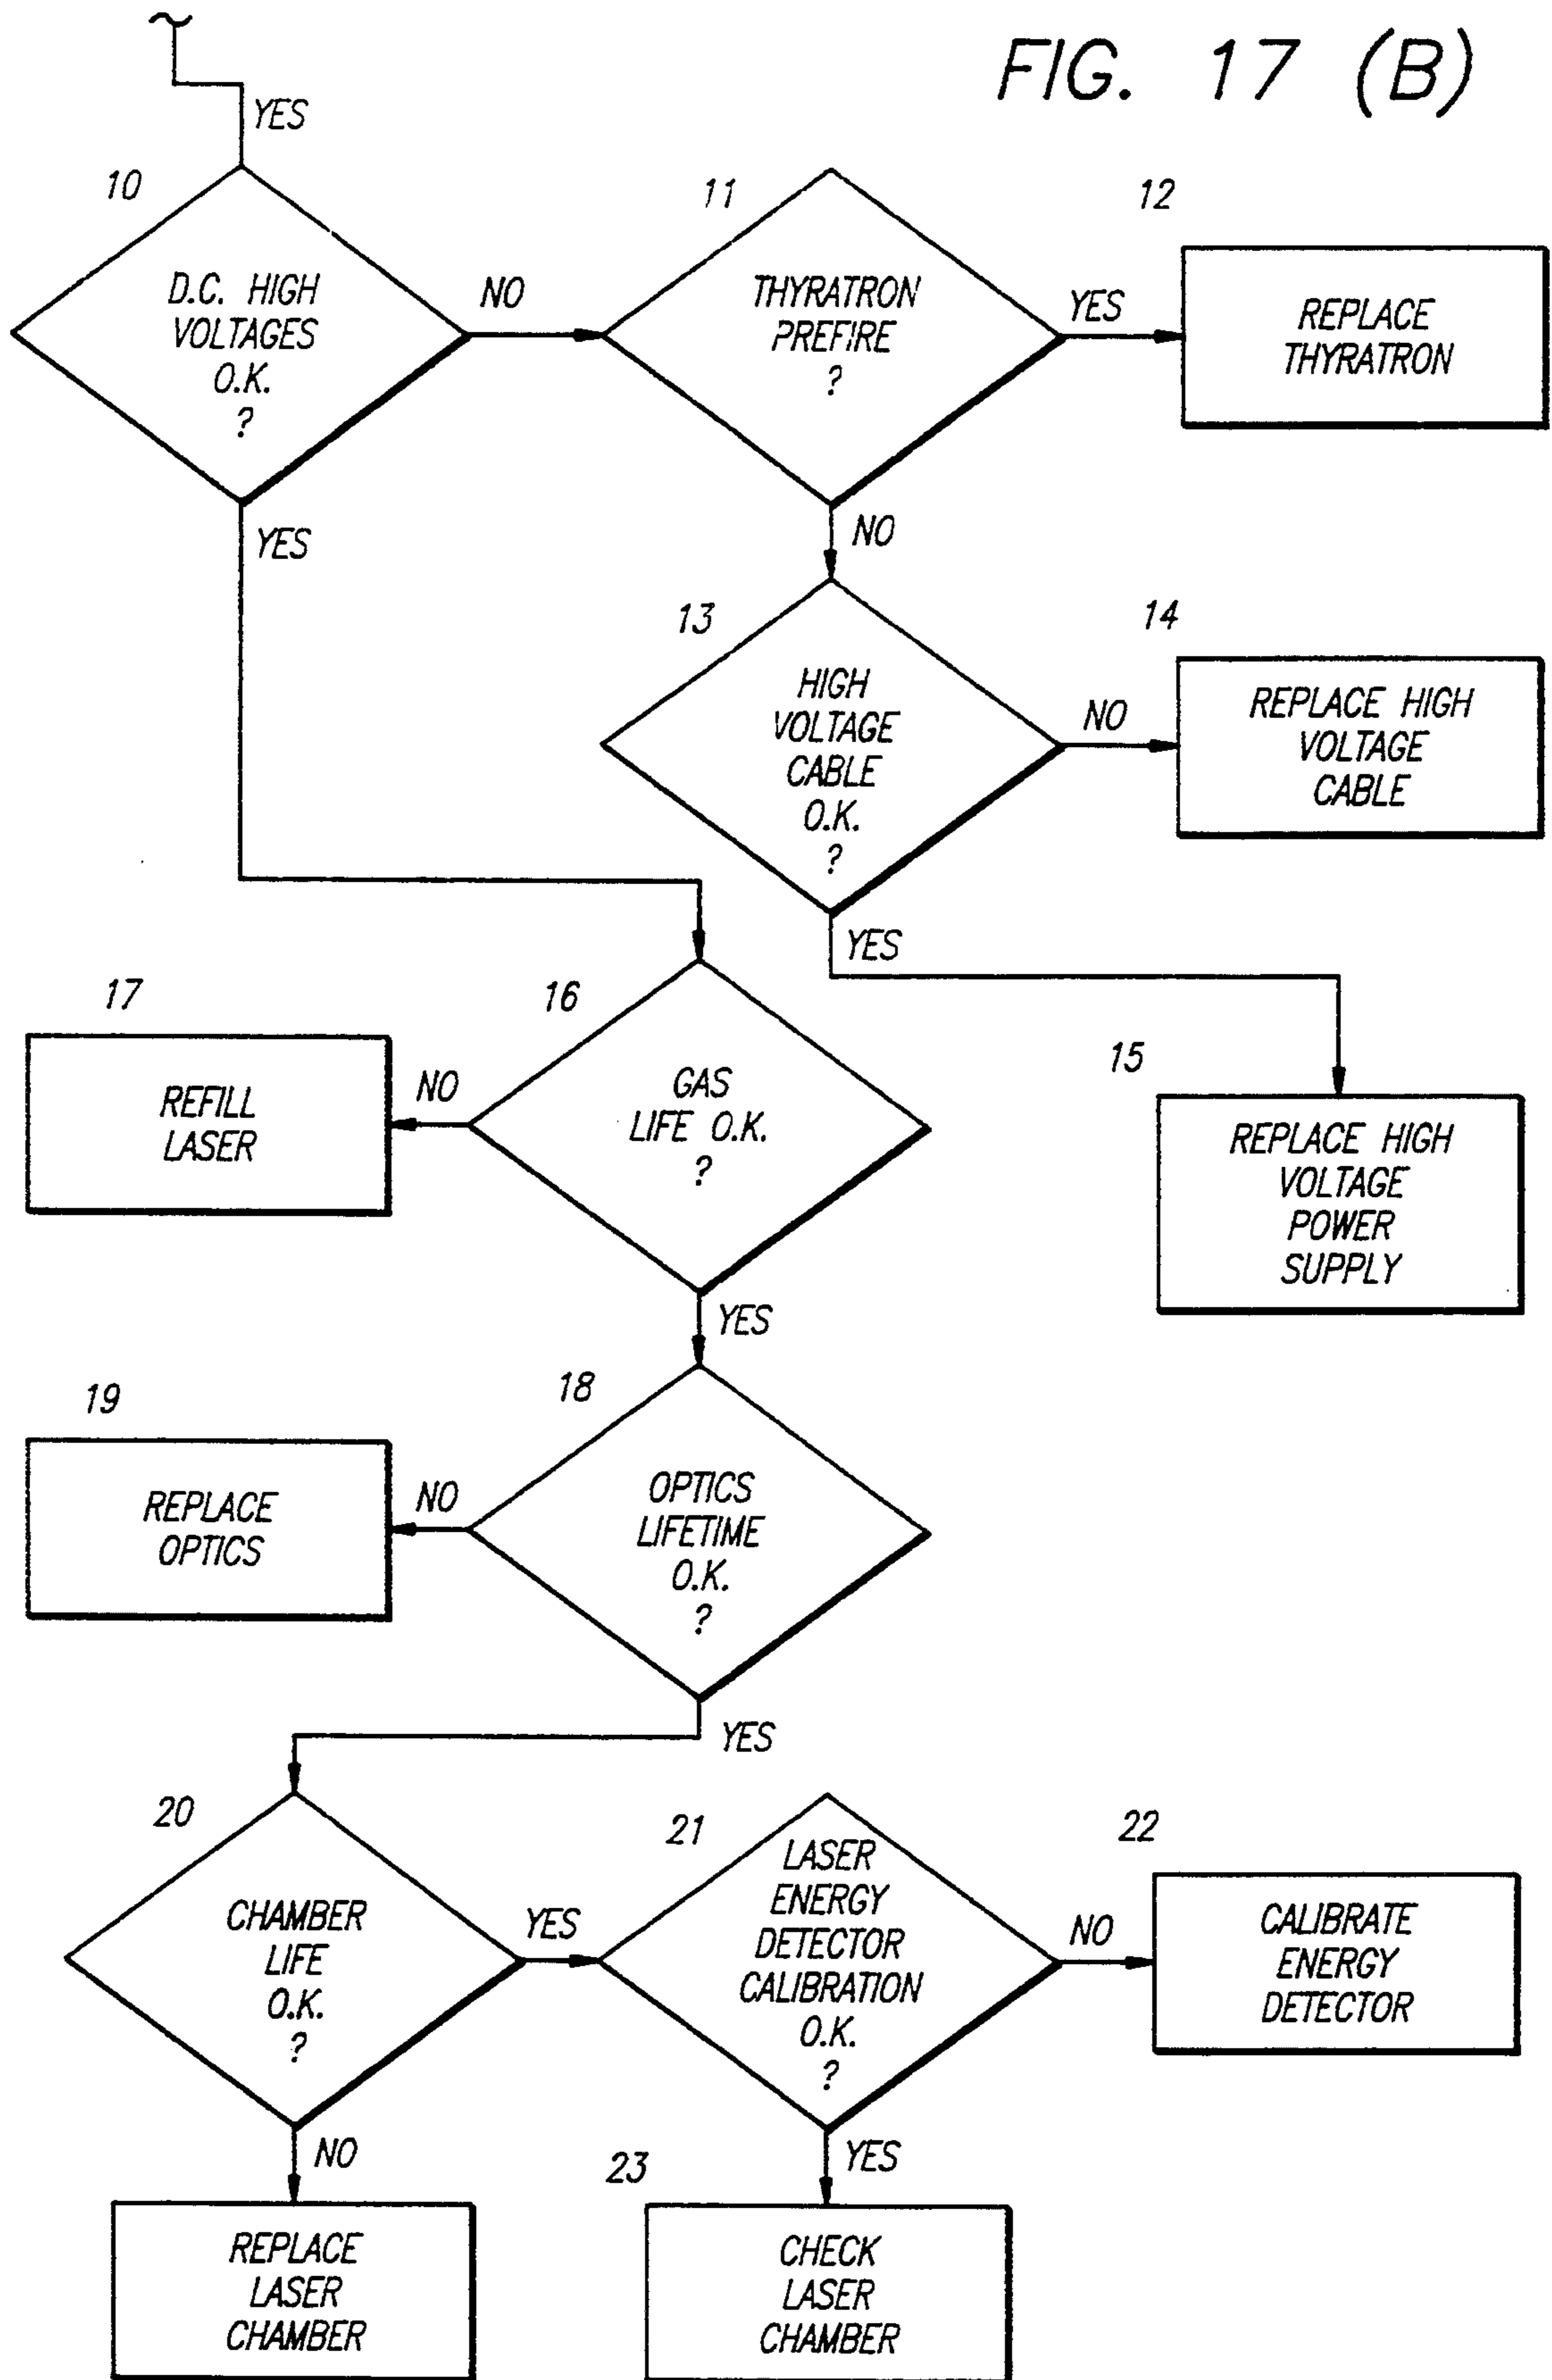 FIG. 17 (B)
YES
10
D.C. HIGH
VOLTAGES
O.K.
?
NO
11
THYRATRON
PREFIRE
?
YES
12
REPLACE
THYRATRON
YES
NO
13
HIGH
VOLTAGE
CABLE
O.K.
?
NO
14
REPLACE HIGH
VOLTAGE
CABLE
YES
15
REPLACE HIGH
VOLTAGE
POWER
SUPPLY
16
GAS
LIFE O.K.
?
NO
17
REFILL
LASER
YES
18
OPTICS
LIFETIME
O.K.
?
NO
19
REPLACE
OPTICS
YES
20
CHAMBER
LIFE
O.K.
?
YES
21
LASER
ENERGY
DETECTOR
CALIBRATION
O.K.
?
NO
22
CALIBRATE
ENERGY
DETECTOR
NO
REPLACE
LASER
CHAMBER
YES
23
CHECK
LASER
CHAMBER